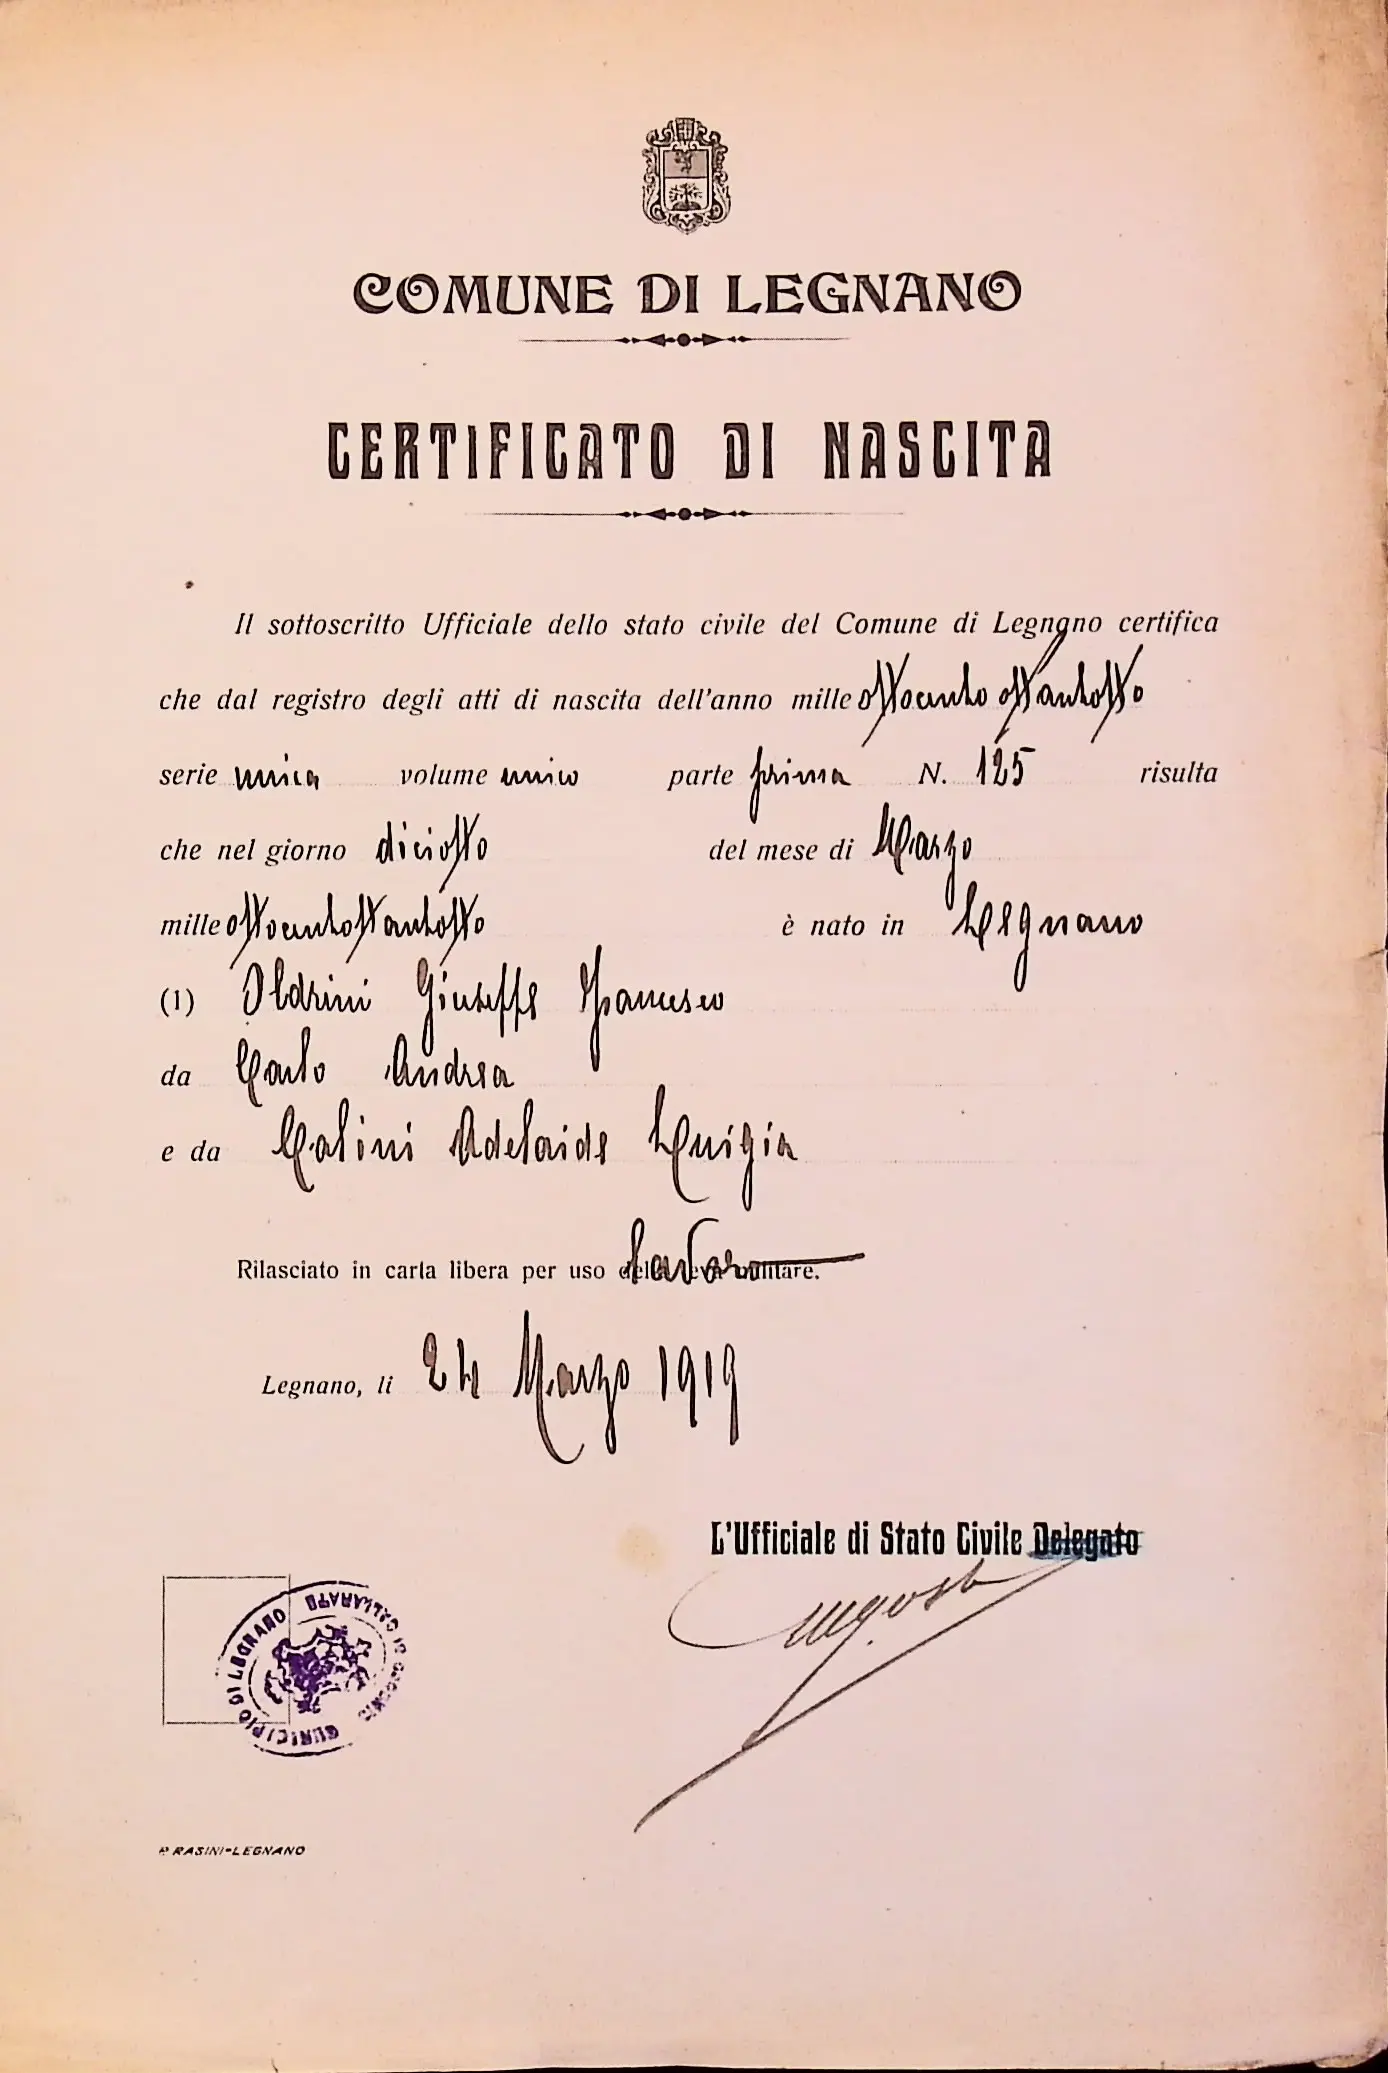 COMUNE DI LEGNANO
CERTIFICATO DI NASCITA
Il sottoscritto Ufficiale dello stato civile del Comune di Legnano certifica
che dal registro degli atti di nascita dell'anno mille ottocento ottantotto
serie unica volume unico parte prima N. 125 risulta
che nel giorno diciotto del mese di Marzo
mille ottocentottantotto è nato in Legnano
(1) Oldrini Giuseppe Francesco
da Carlo Andrea
e da Calini Adelaide Luigia
Rilasciato in carta libera per uso lavoro
Legnano, li 24 Marzo 1919
L'Ufficiale di Stato Civile Delegato
MUNICIPIO DI LEGNANO OLONA
RASINI-LEGNANO